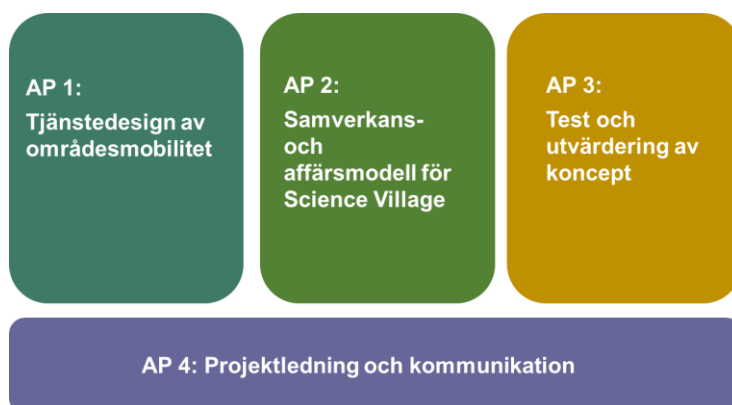 AP 1:
Tjänstedesign av
områdesmobilitet
AP 2:
Samverkans-
och
affärsmodell för
Science Village
AP 3:
Test och
utvärdering av
koncept
AP 4: Projektledning och kommunikation